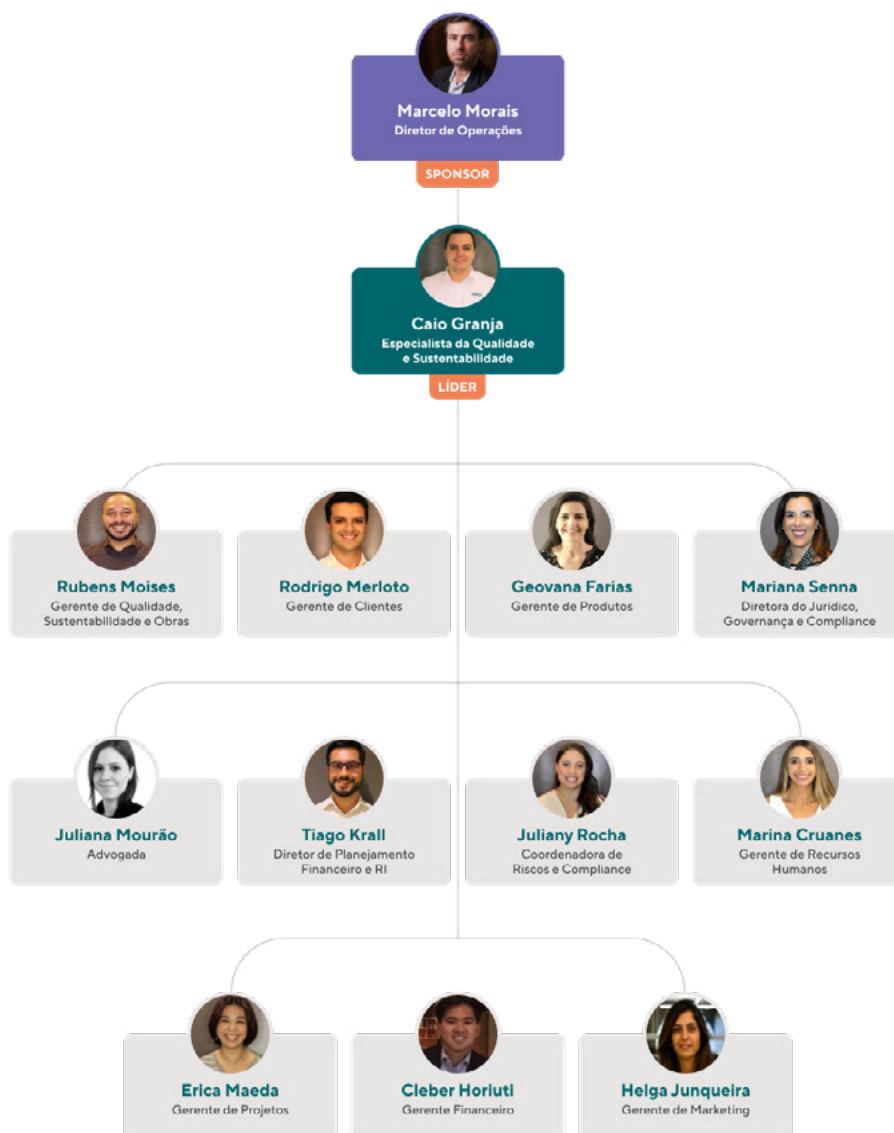 Marcelo Morais
Diretor de Operações
SPONSOR
Caio Granja
Especialista da Qualidade
e Sustentabilidade
LÍDER
Rubens Moises
Gerente de Qualidade,
Sustentabilidade e Obras
Rodrigo Merloto
Gerente de Clientes
Geovana Farias
Gerente de Produtos
Mariana Senna
Diretora do Jurídico,
Governança e Compliance
Juliana Mourão
Advogada
Tiago Krall
Diretor de Planejamento
Financeiro e RI
Juliany Rocha
Coordenadora de
Riscos e Compliance
Marina Cruanes
Gerente de Recursos
Humanos
Erica Maeda
Gerente de Projetos
Cleber Horiuti
Gerente Financeiro
Helga Junqueira
Gerente de Marketing